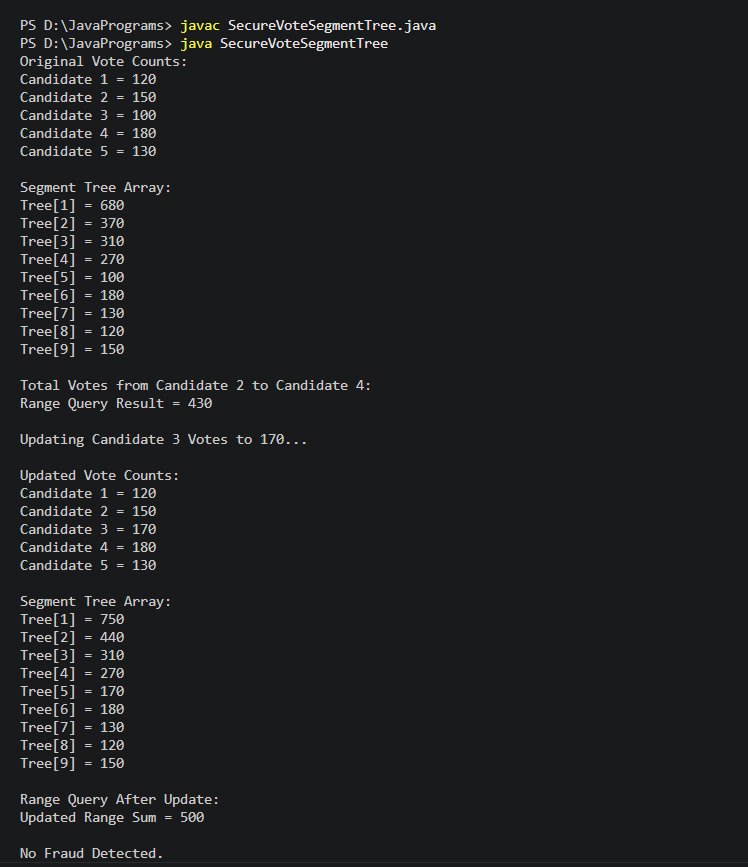 PS D:\JavaPrograms> javac SecureVoteSegmentTree.java
PS D:\JavaPrograms> java SecureVoteSegmentTree
Original Vote Counts:
Candidate 1 = 120
Candidate 2 = 150
Candidate 3 = 100
Candidate 4 = 180
Candidate 5 = 130

Segment Tree Array:
Tree[1] = 680
Tree[2] = 370
Tree[3] = 310
Tree[4] = 270
Tree[5] = 100
Tree[6] = 180
Tree[7] = 130
Tree[8] = 120
Tree[9] = 150

Total Votes from Candidate 2 to Candidate 4:
Range Query Result = 430

Updating Candidate 3 Votes to 170...

Updated Vote Counts:
Candidate 1 = 120
Candidate 2 = 150
Candidate 3 = 170
Candidate 4 = 180
Candidate 5 = 130

Segment Tree Array:
Tree[1] = 750
Tree[2] = 440
Tree[3] = 310
Tree[4] = 270
Tree[5] = 170
Tree[6] = 180
Tree[7] = 130
Tree[8] = 120
Tree[9] = 150

Range Query After Update:
Updated Range Sum = 500

No Fraud Detected.